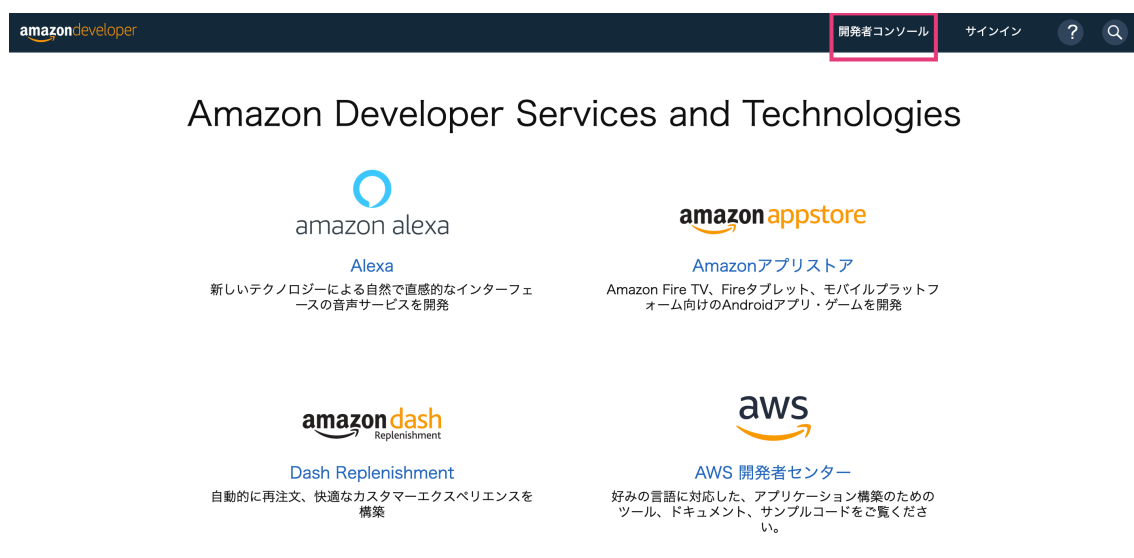 amazondeveloper
開発者コンソール
サインイン
?
Amazon Developer Services and Technologies
amazon alexa
Alexa
新しいテクノロジーによる自然で直感的なインターフェ
ースの音声サービスを開発
amazon appstore
Amazonアプリストア
Amazon Fire TV、Fireタブレット、モバイルプラットフ
ォーム向けのAndroidアプリ・ゲームを開発
amazon dash
Replenishment
Dash Replenishment
自動的に再注文、快適なカスタマーエクスペリエンスを
構築
aws
AWS 開発者センター
好みの言語に対応した、アプリケーション構築のための
ツール、ドキュメント、サンプルコードをご覧くださ
い。